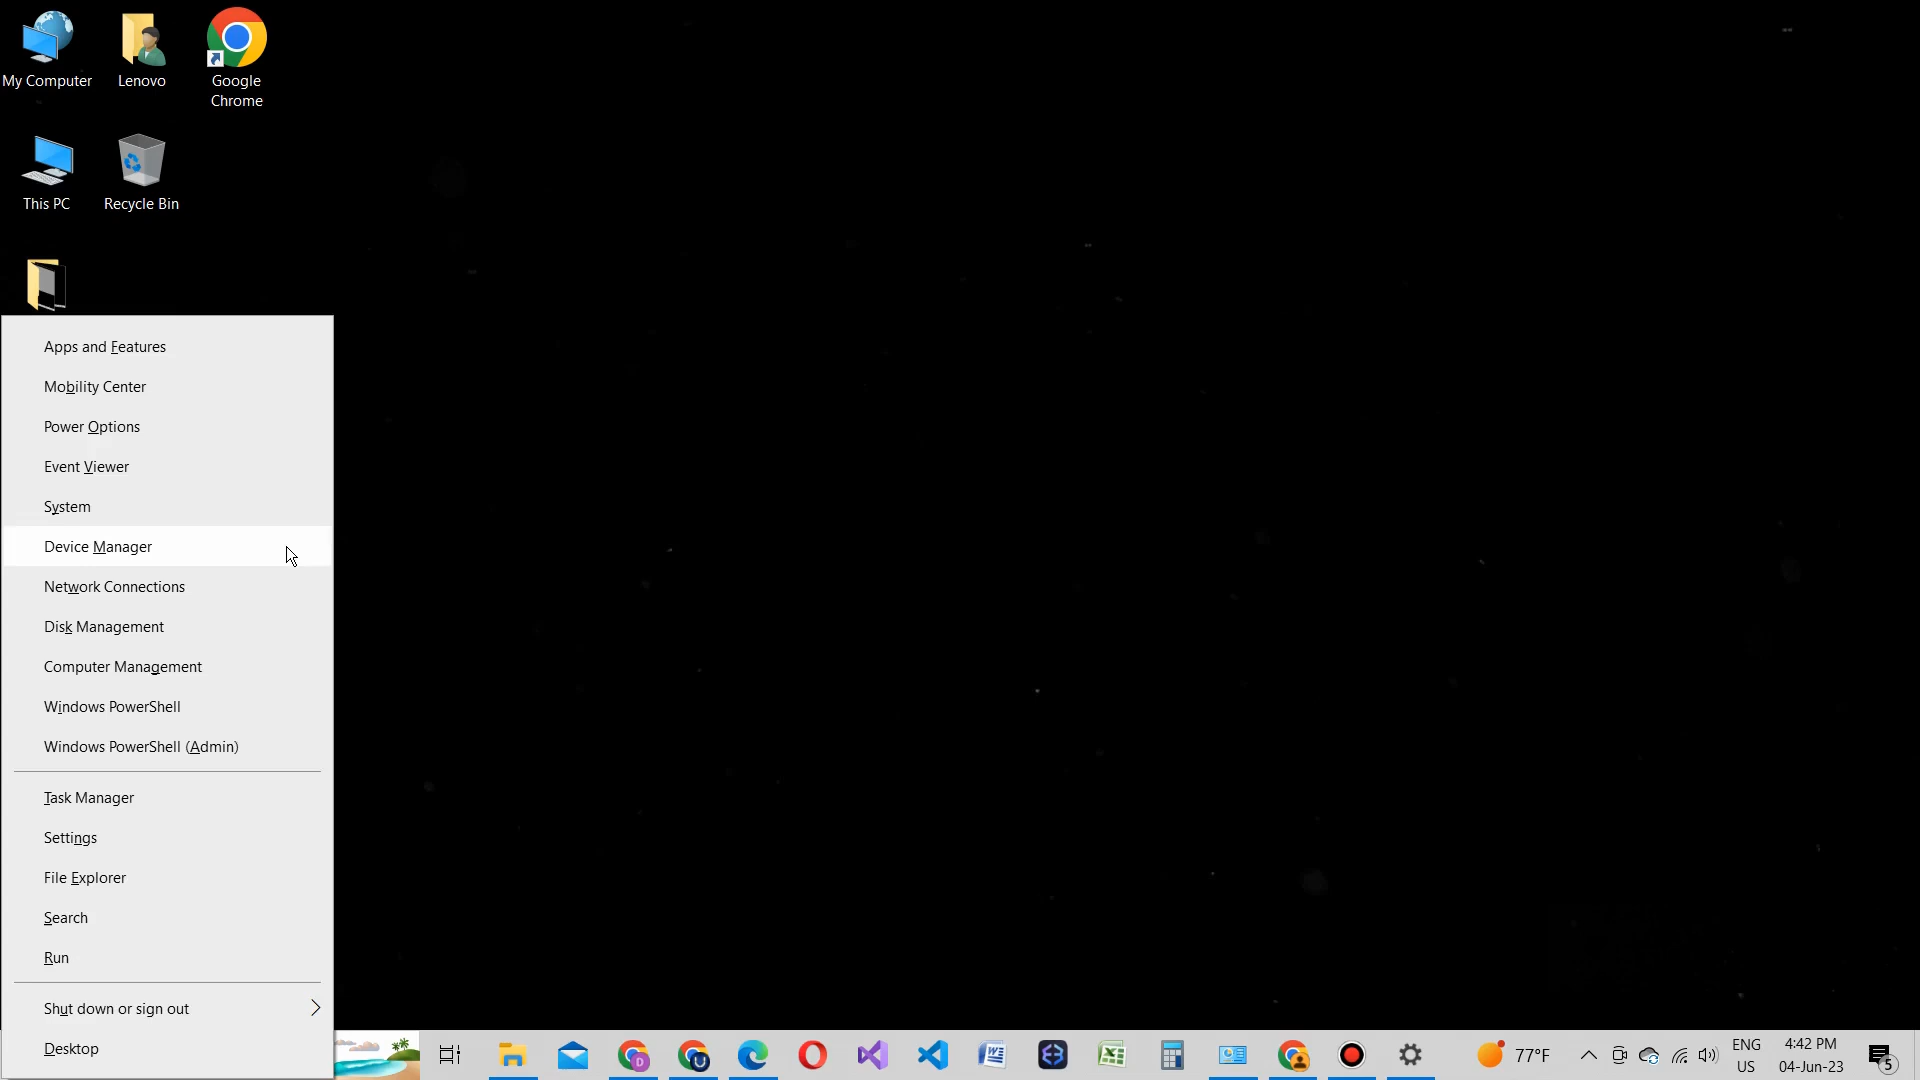 My Computer
Lenovo
Google
Chrome
This PC
Recycle Bin
Apps and Features
Mobility Center
Power Options
Event Viewer
System
Device Manager
Network Connections
Disk Management
Computer Management
Windows PowerShell
Windows PowerShell (Admin)
Task Manager
Settings
File Explorer
Search
Run
Shut down or sign out
Desktop
D
U
W
X
77°F
ENG
US
4:42 PM
04-Jun-23
5